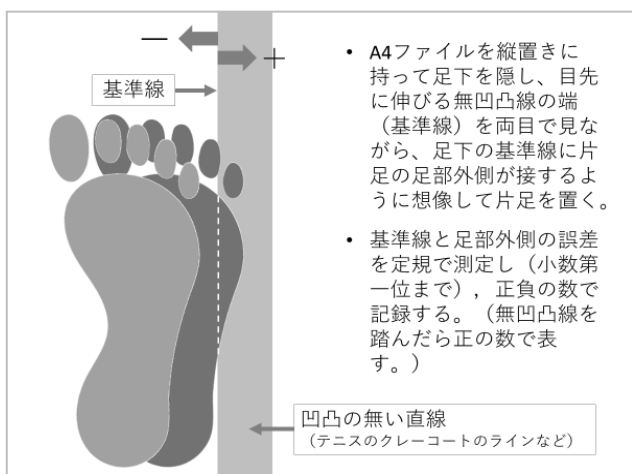 — +
基準線
• A4ファイルを縦置きに
持って足下を隠し、目先
に伸びる無凹凸線の端
（基準線）を両目で見な
がら、足下の基準線に片
足の足部外側が接するよ
うに想像して片足を置く。
• 基準線と足部外側の誤差
を定規で測定し（小数第
一位まで）, 正負の数で
記録する。（無凹凸線を
踏んだら正の数で表
す。）
凹凸の無い直線
（テニスのクレーコートのラインなど）